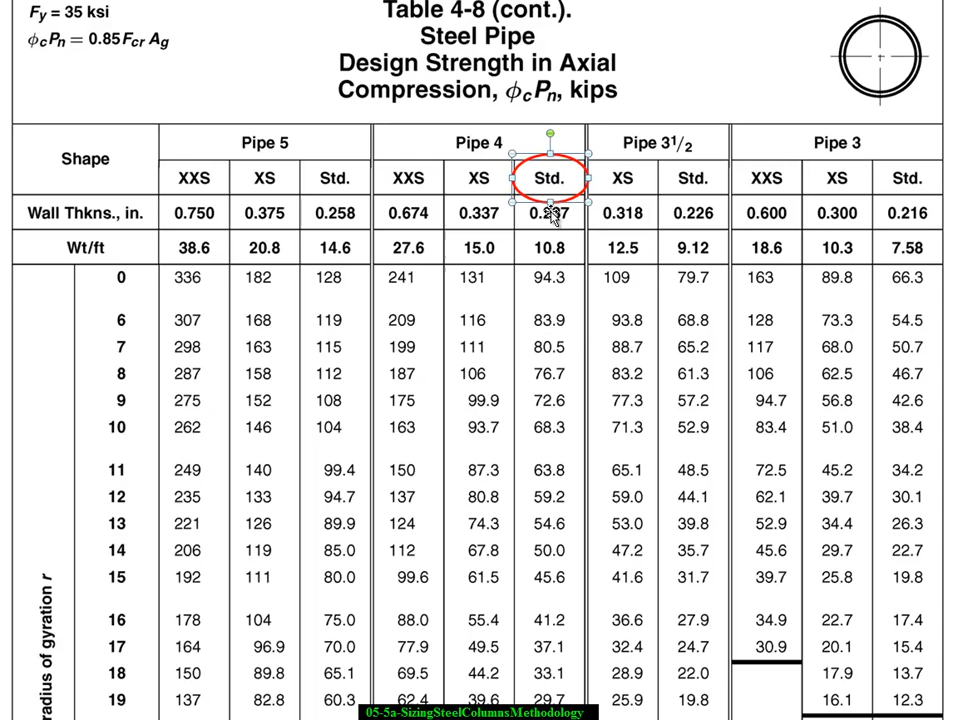 Fy = 35 ksi
ϕcPn = 0.85Fcr Ag
Table 4-8 (cont.).
Steel Pipe
Design Strength in Axial
Compression, ϕcPn, kips
Shape Pipe 5 Pipe 4 Pipe 3 1/2 Pipe 3
XXS XS Std. XXS XS Std. XS Std. XXS XS Std.
Wall Thkns., in. 0.750 0.375 0.258 0.674 0.337 0.237 0.318 0.226 0.600 0.300 0.216
Wt/ft 38.6 20.8 14.6 27.6 15.0 10.8 12.5 9.12 18.6 10.3 7.58
0 336 182 128 241 131 94.3 109 79.7 163 89.8 66.3
6 307 168 119 209 116 83.9 93.8 68.8 128 73.3 54.5
7 298 163 115 199 111 80.5 88.7 65.2 117 68.0 50.7
8 287 158 112 187 106 76.7 83.2 61.3 106 62.5 46.7
9 275 152 108 175 99.9 72.6 77.3 57.2 94.7 56.8 42.6
10 262 146 104 163 93.7 68.3 71.3 52.9 83.4 51.0 38.4
11 249 140 99.4 150 87.3 63.8 65.1 48.5 72.5 45.2 34.2
12 235 133 94.7 137 80.8 59.2 59.0 44.1 62.1 39.7 30.1
13 221 126 89.9 124 74.3 54.6 53.0 39.8 52.9 34.4 26.3
14 206 119 85.0 112 67.8 50.0 47.2 35.7 45.6 29.7 22.7
15 192 111 80.0 99.6 61.5 45.6 41.6 31.7 39.7 25.8 19.8
16 178 104 75.0 88.0 55.4 41.2 36.6 27.9 34.9 22.7 17.4
17 164 96.9 70.0 77.9 49.5 37.1 32.4 24.7 30.9 20.1 15.4
18 150 89.8 65.1 69.5 44.2 33.1 28.9 22.0 17.9 13.7
19 137 82.8 60.3 62.4 39.6 29.7 25.9 19.8 16.1 12.3
radius of gyration r
05-5a-SizingSteelColumnsMethodology